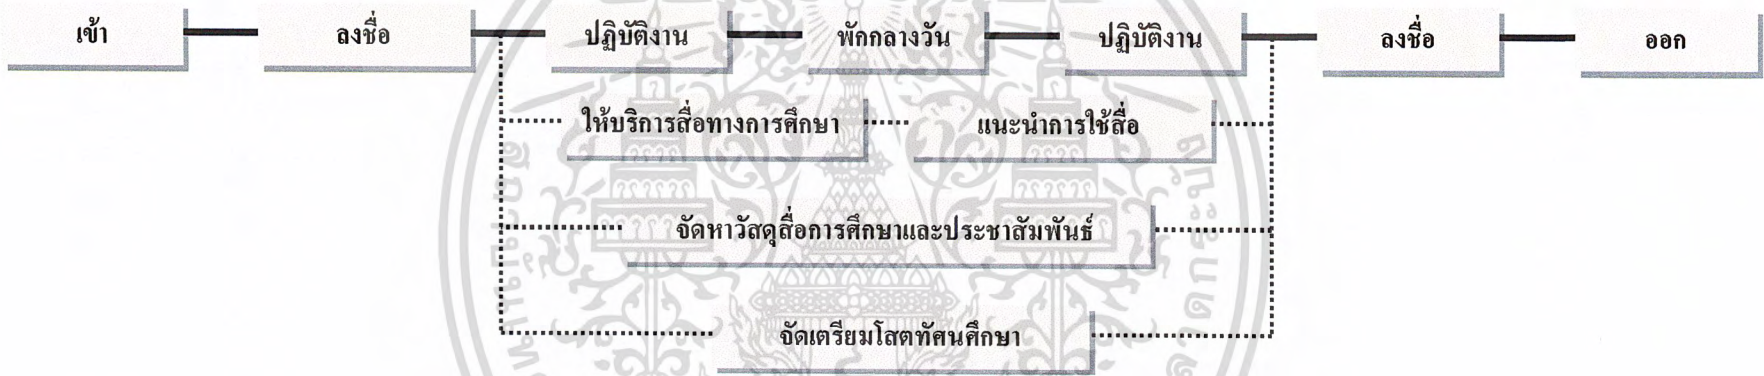 เข้า
ลงชื่อ
ปฏิบัติงาน
พักกลางวัน
ปฏิบัติงาน
ลงชื่อ
ออก
ให้บริการสื่อทางการศึกษา
แนะนำการใช้สื่อ
จัดหาวัสดุสื่อการศึกษาและประชาสัมพันธ์
จัดเตรียมโสตทัศนศึกษา